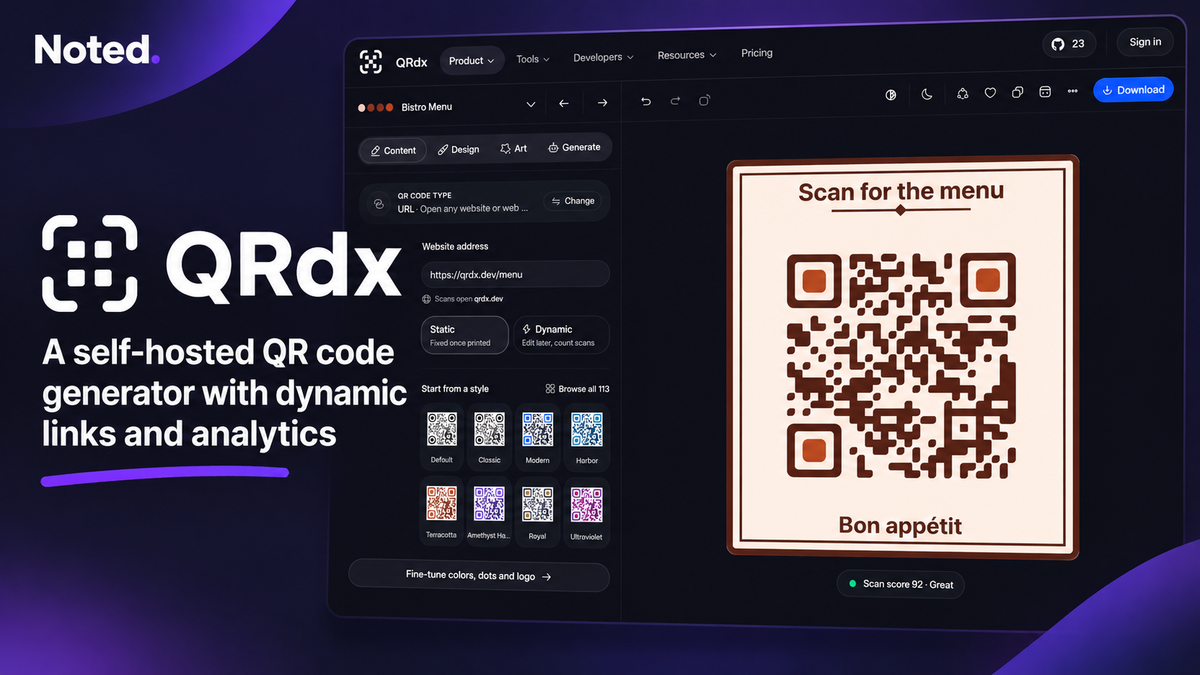 Noted.
QRdx
A self-hosted QR code
generator with dynamic
links and analytics
QRdx
Product
Tools
Developers
Resources
Pricing
23
Sign in
Bistro Menu
Download
Content
Design
Art
Generate
QR CODE TYPE
URL · Open any website or web ...
Change
Website address
https://qrdx.dev/menu
Scans open qrdx.dev
Static
Fixed once printed
Dynamic
Edit later, count scans
Start from a style
Browse all 113
Default
Classic
Modern
Harbor
Terracotta
Amethyst Ha...
Royal
Ultraviolet
Fine-tune colors, dots and logo →
Scan for the menu
Bon appétit
Scan score 92 · Great